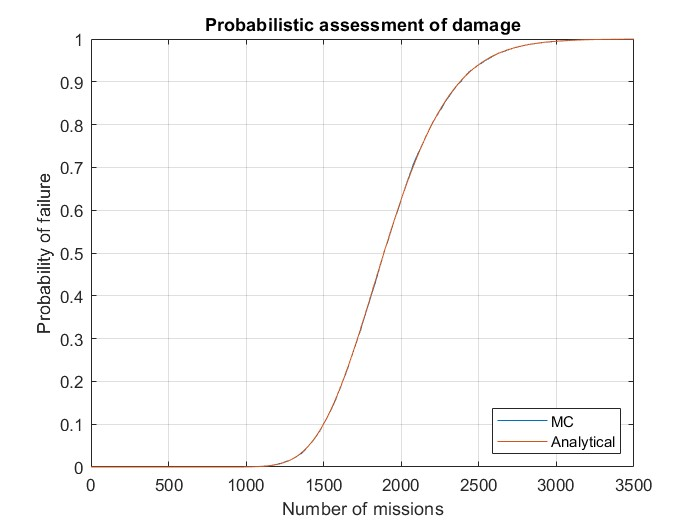 Probabilistic assessment of damage
1
0.9
0.8
0.7
0.6
0.5
0.4
0.3
0.2
0.1
0
Probability of failure
MC
Analytical
0 500 1000 1500 2000 2500 3000 3500
Number of missions